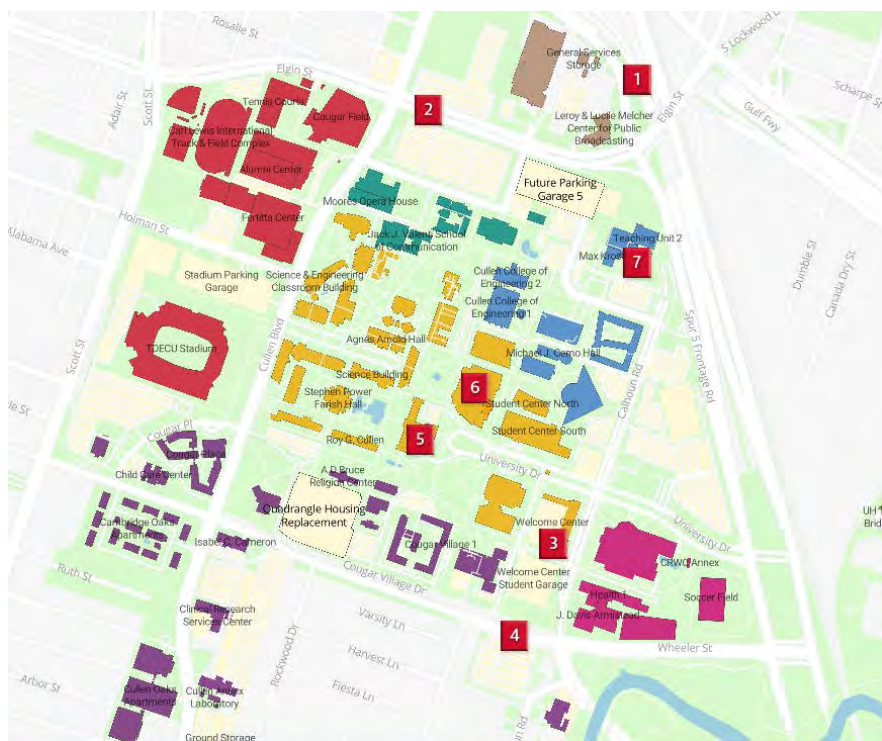 Rosalie St
S Lockwood Dr
General Services
Storage
1
Scharpe St
Elgin St
Elgin St
Gulf Fwy
Adair St
Scott St
Tennis Courts
Cougar Field
2
Leroy & Lucile Melcher
Center for Public
Broadcasting
Carl Lewis International
Track & Field Complex
Alumni Center
Future Parking
Garage 5
Moores Opera House
Holman St
Fertitta Center
Jack J. Valenti School
of Communication
Teaching Unit 2
Alabama Ave
Max Kro
7
Dumble St
Canada Dry St
Stadium Parking
Garage
Science & Engineering
Classroom Building
Cullen College of
Engineering 2
Cullen College of
Engineering 1
Spur 5 Frontage Rd
TDECU Stadium
Cullen Blvd
Agnes Arnold Hall
Michael J. Cemo Hall
Scott St
Science Building
6
Calhoun Rd
Stephen Power
Farish Hall
Student Center North
Student Center South
Cougar Pl
Roy G. Cullen
5
University Dr
Cougar Place
Child Care Center
A.D Bruce
Religion Center
UH
Brid
Quadrangle Housing
Replacement
Cambridge Oaks
Apartments
Welcome Center
University Dr
Isabel C. Cameron
Cougar Village 1
3
CRWC Annex
Ruth St
Cougar Village Dr
Welcome Center
Student Garage
Health 1
Soccer Field
Clinical Research
Services Center
Varsity Ln
J. Davis Armistead
4
Wheeler St
Rockwood Dr
Harvest Ln
Arbor St
Cullen Oaks
Apartments
Cullen Annex
Laboratory
Fiesta Ln
Ground Storage
n Rd